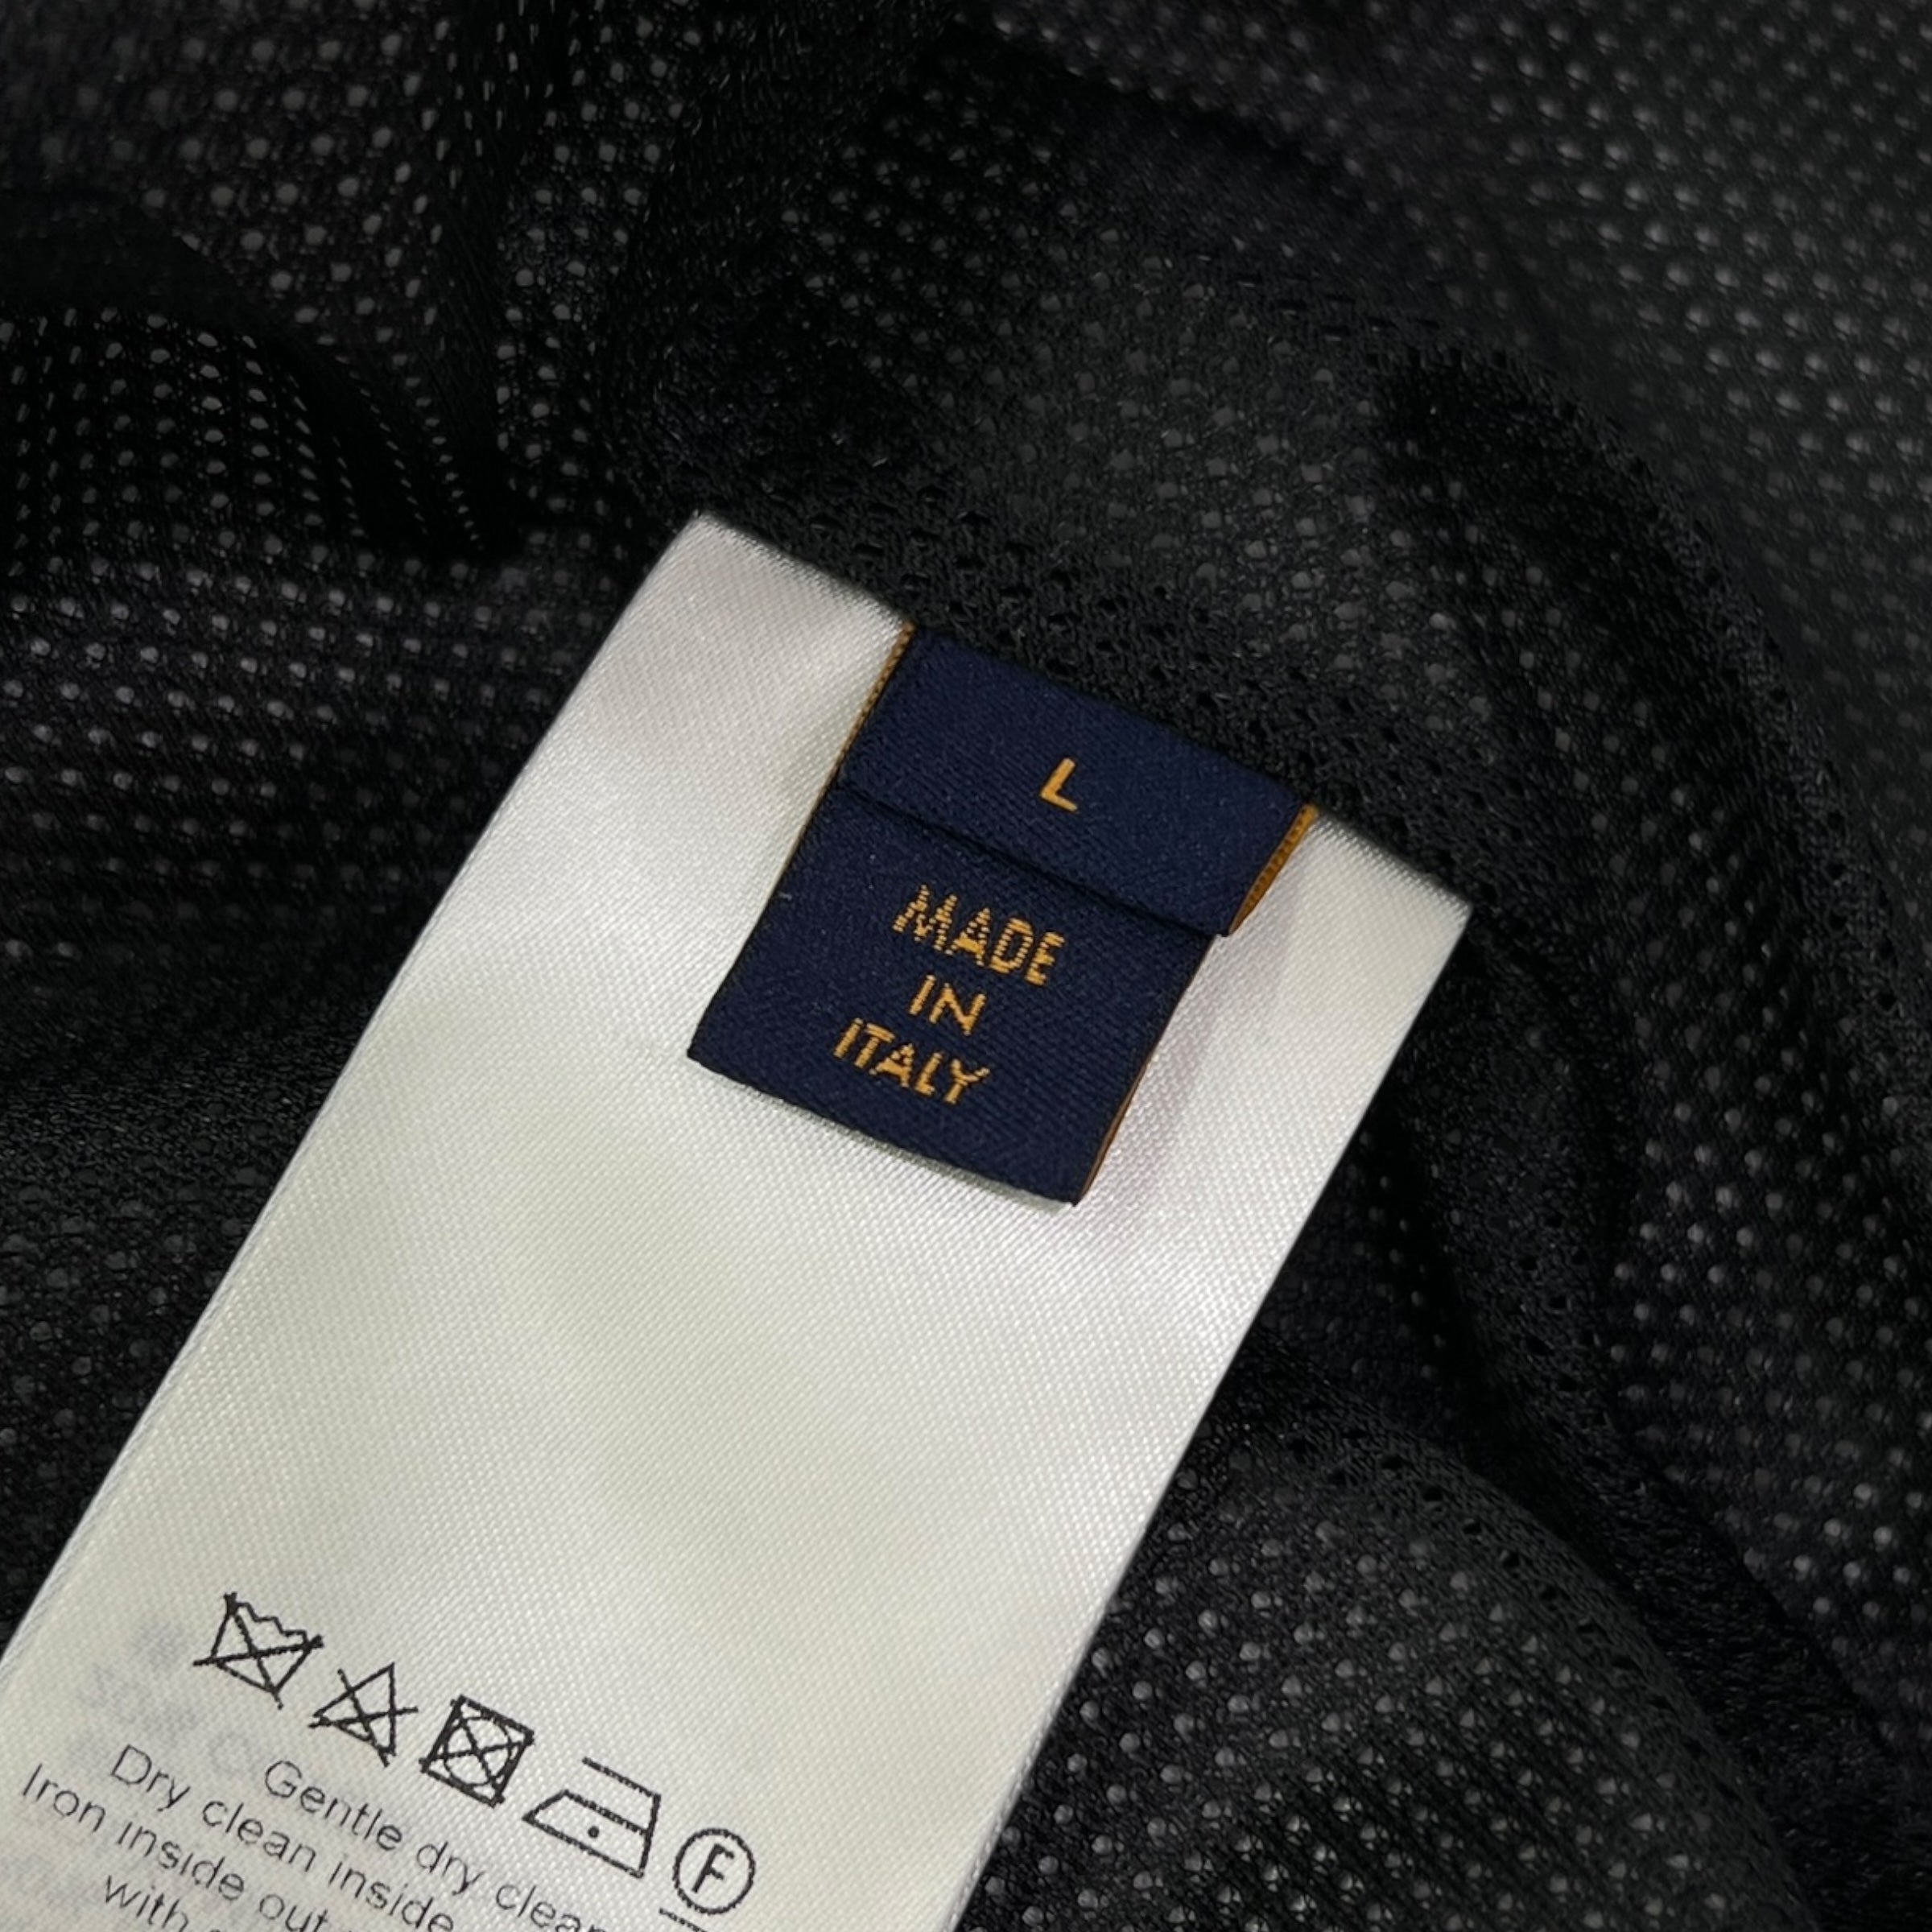 L
MADE
IN
ITALY
F
Gentle dry clean
Dry clean inside
Iron inside out
with